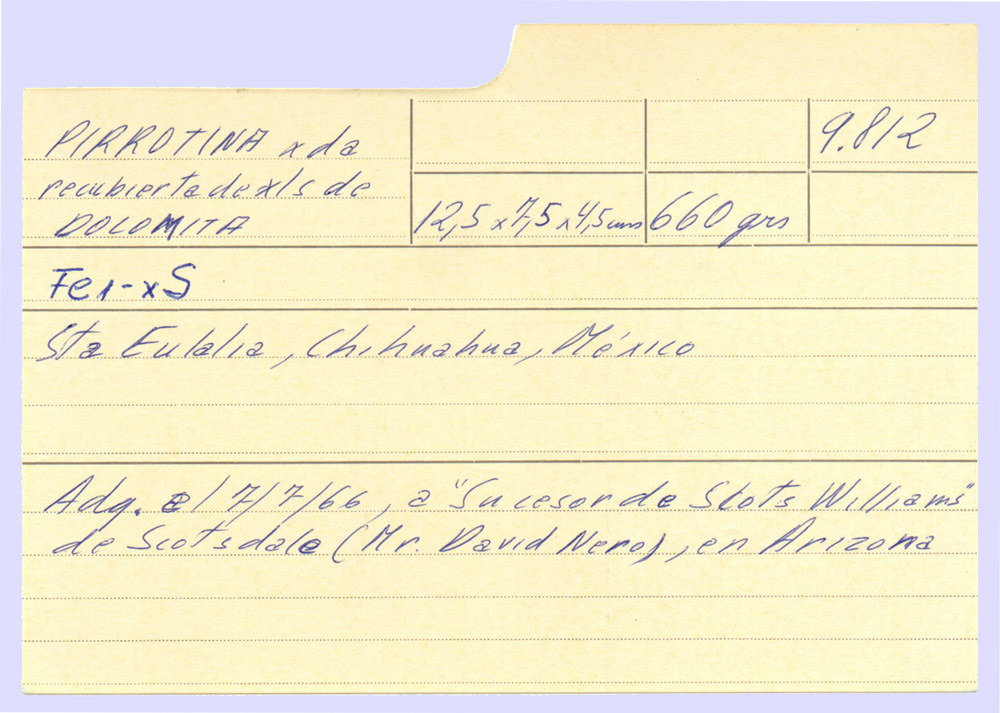 PIRROTINA xda
recubierta de xls de
DOLOMITA
9.812
12,5 x 7,5 x 4,5 cms
660 grs
Fe1-xS
Sta Eulalia, Chihuahua, México
Adq. el 7/7/66, a "Sucesor de Scots Williams"
de Scotsdale (Mr. David Nero), en Arizona